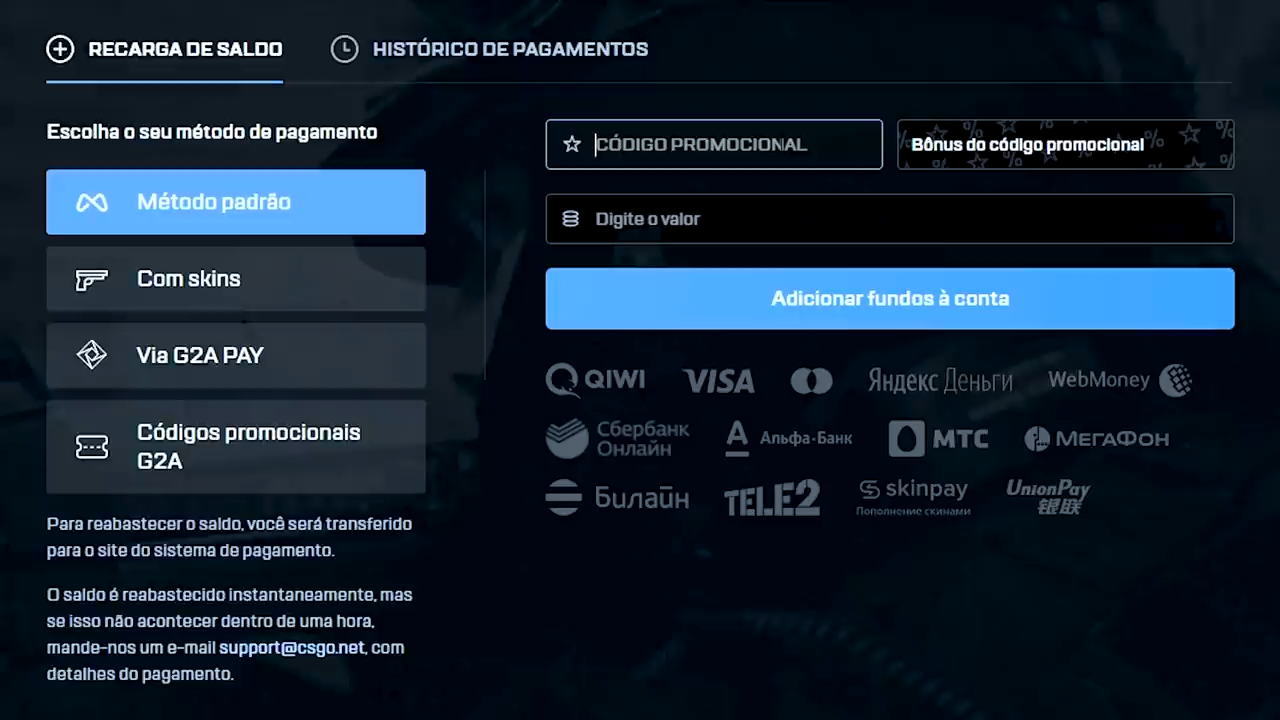 RECARGA DE SALDO
HISTÓRICO DE PAGAMENTOS
Escolha o seu método de pagamento
Método padrão
Com skins
Via G2A PAY
Códigos promocionais
G2A
Para reabastecer o saldo, você será transferido
para o site do sistema de pagamento.
O saldo é reabastecido instantaneamente, mas
se isso não acontecer dentro de uma hora,
mande-nos um e-mail support@csgo.net, com
detalhes do pagamento.
CÓDIGO PROMOCIONAL
Bônus do código promocional
Digite o valor
Adicionar fundos à conta
QIWI
VISA
Яндекс Деньги
WebMoney
Сбербанк
Онлайн
Альфа·Банк
МТС
МЕГАФОН
Билайн
TELE2
skinpay
Пополнение скинами
UnionPay
银联